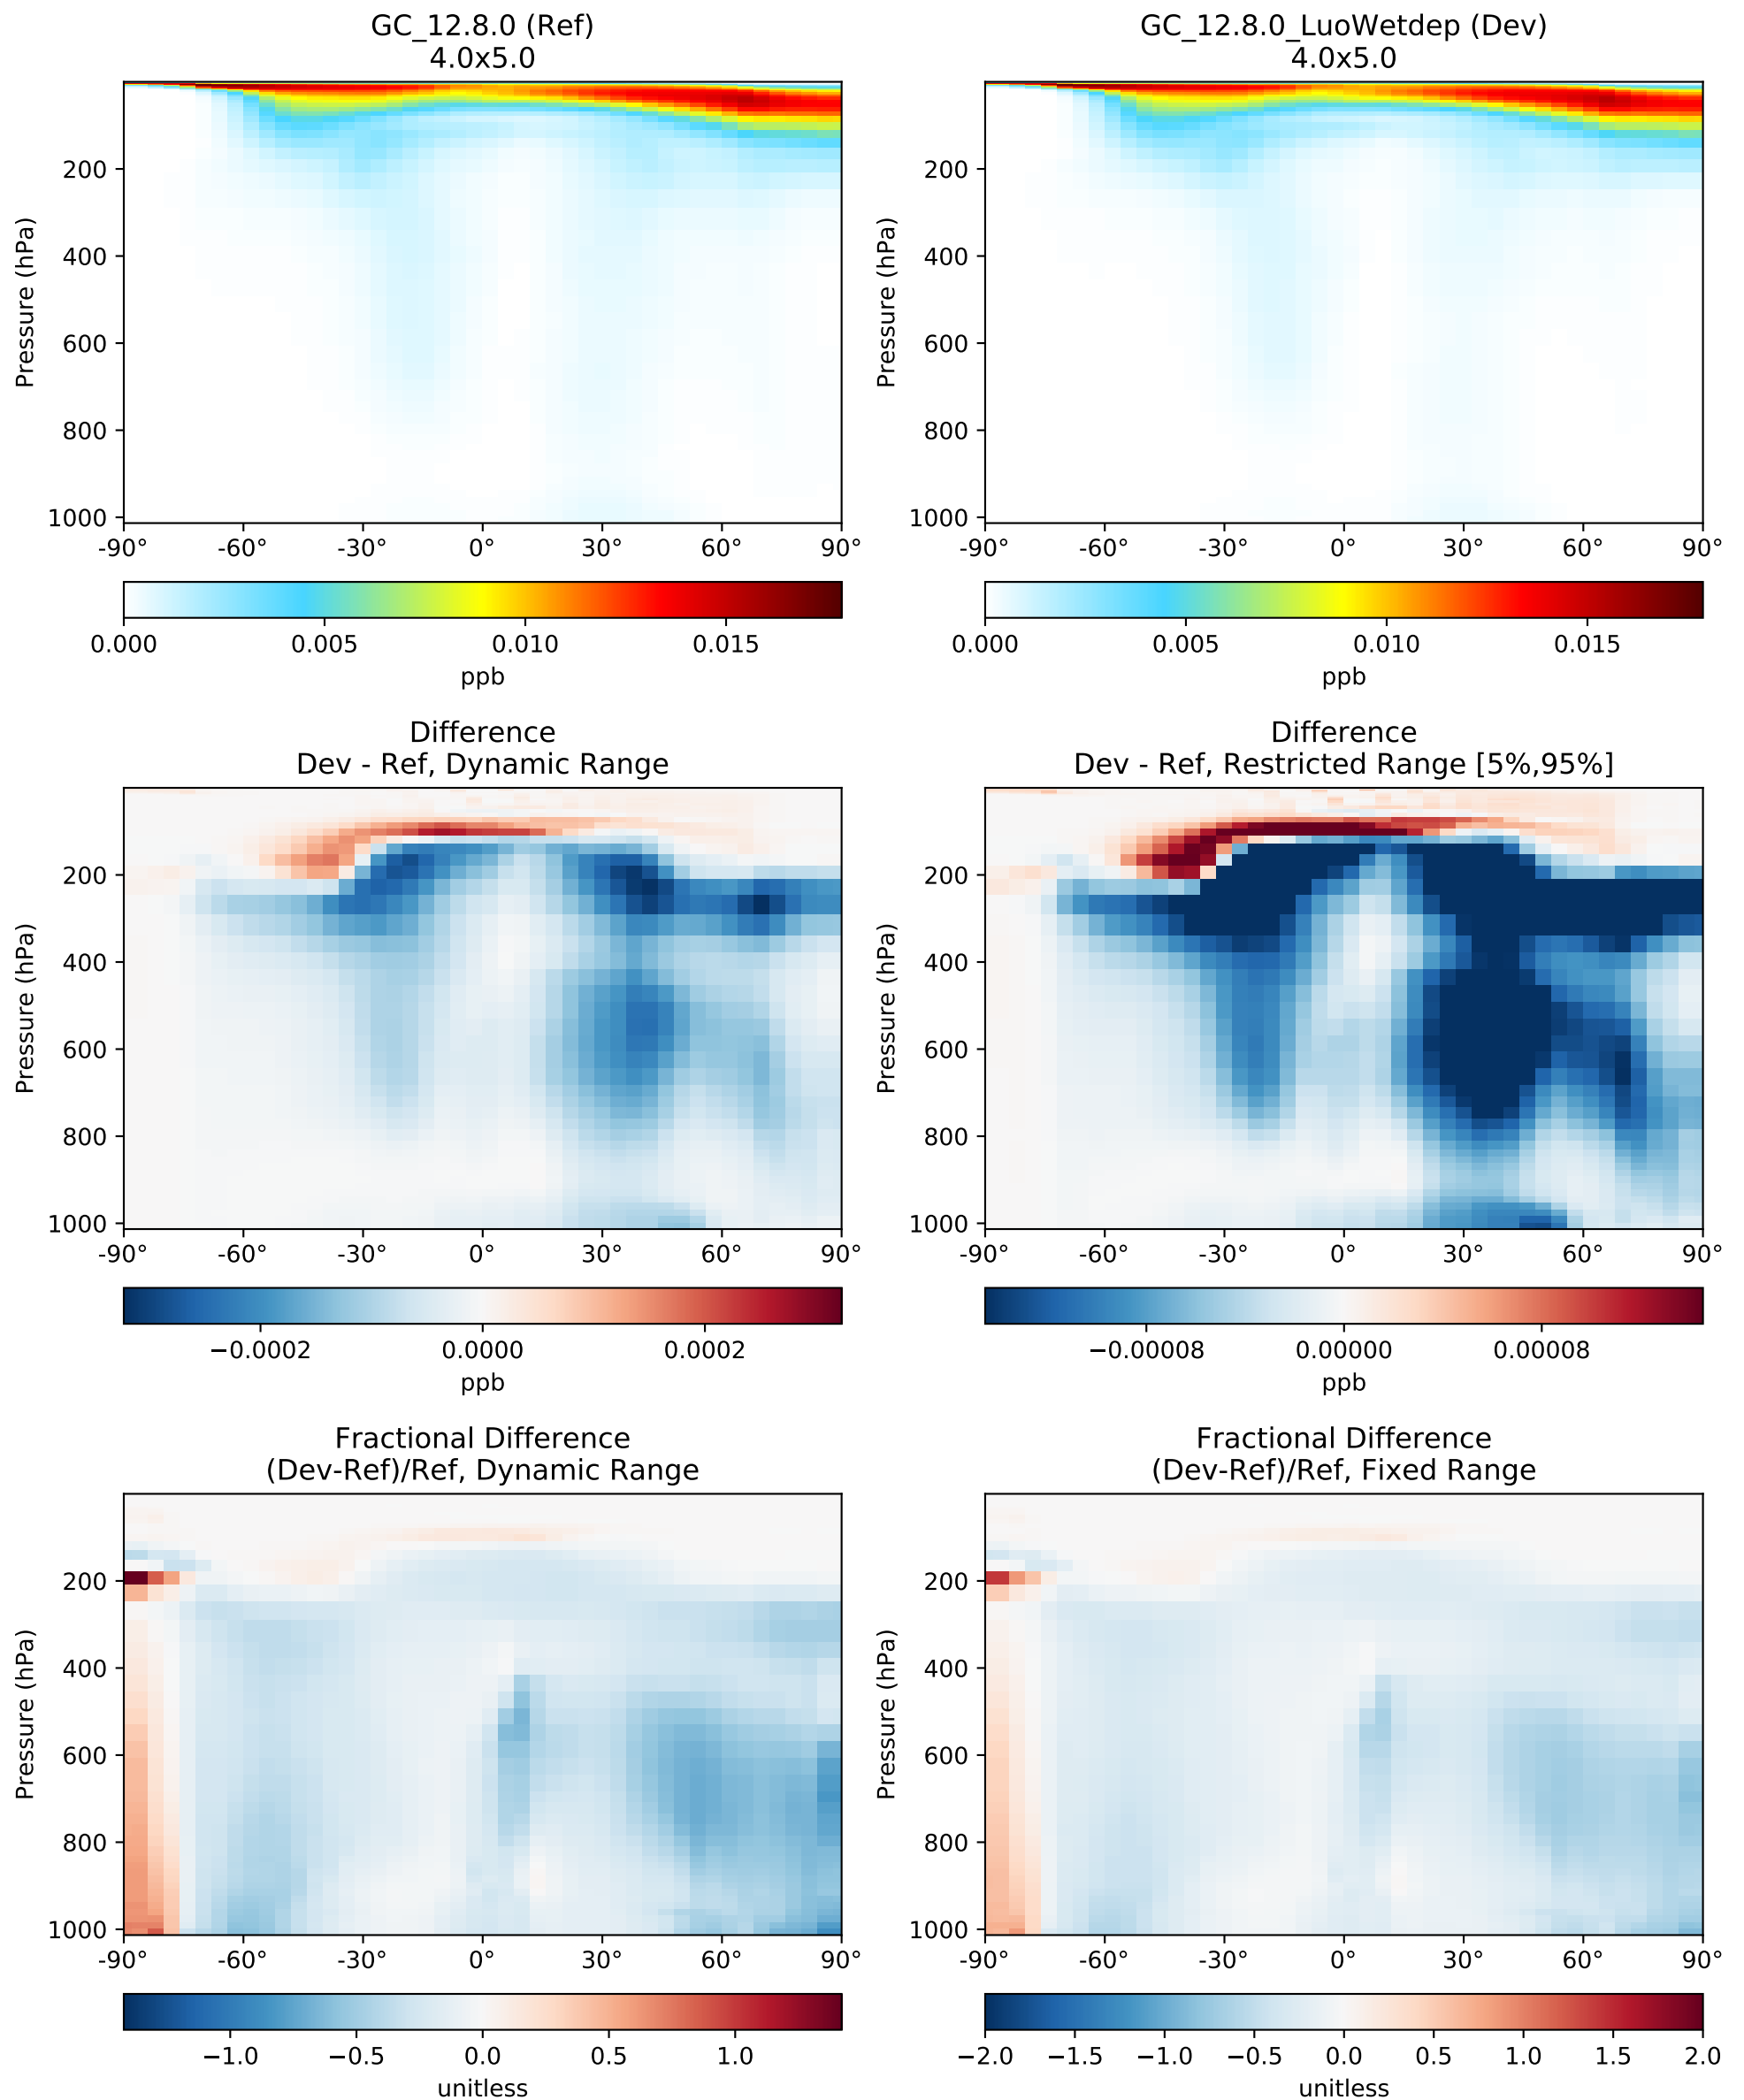 GC_12.8.0 (Ref)
4.0x5.0
GC_12.8.0_LuoWetdep (Dev)
4.0x5.0
Pressure (hPa)
200
400
600
800
1000
-90° -60° -30° 0° 30° 60° 90°
0.000 0.005 0.010 0.015
ppb
Pressure (hPa)
200
400
600
800
1000
-90° -60° -30° 0° 30° 60° 90°
0.000 0.005 0.010 0.015
ppb
Difference
Dev - Ref, Dynamic Range
Pressure (hPa)
200
400
600
800
1000
-90° -60° -30° 0° 30° 60° 90°
−0.0002 0.0000 0.0002
ppb
Difference
Dev - Ref, Restricted Range [5%,95%]
Pressure (hPa)
200
400
600
800
1000
-90° -60° -30° 0° 30° 60° 90°
−0.00008 0.00000 0.00008
ppb
Fractional Difference
(Dev-Ref)/Ref, Dynamic Range
Pressure (hPa)
200
400
600
800
1000
-90° -60° -30° 0° 30° 60° 90°
−1.0 −0.5 0.0 0.5 1.0
unitless
Fractional Difference
(Dev-Ref)/Ref, Fixed Range
Pressure (hPa)
200
400
600
800
1000
-90° -60° -30° 0° 30° 60° 90°
−2.0 −1.5 −1.0 −0.5 0.0 0.5 1.0 1.5 2.0
unitless